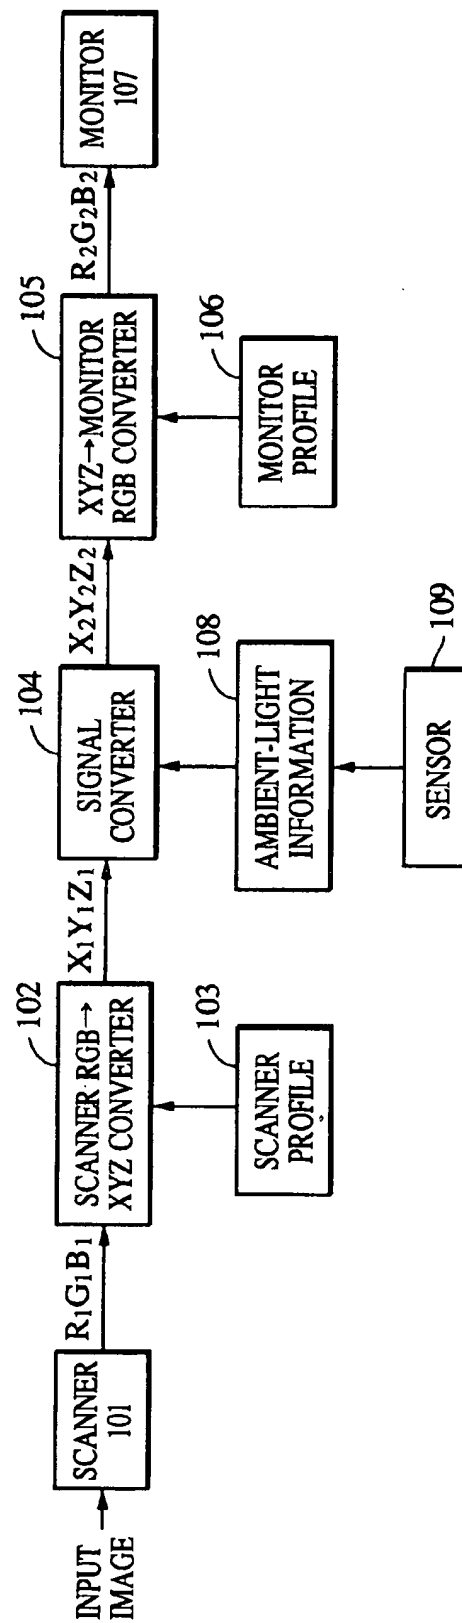 INPUT
IMAGE
SCANNER
101
R₁G₁B₁
102
SCANNER RGB→
XYZ CONVERTER
103
SCANNER
PROFILE
X₁Y₁Z₁
104
SIGNAL
CONVERTER
108
AMBIENT-LIGHT
INFORMATION
109
SENSOR
X₂Y₂Z₂
105
XYZ→MONITOR
RGB CONVERTER
106
MONITOR
PROFILE
R₂G₂B₂
MONITOR
107